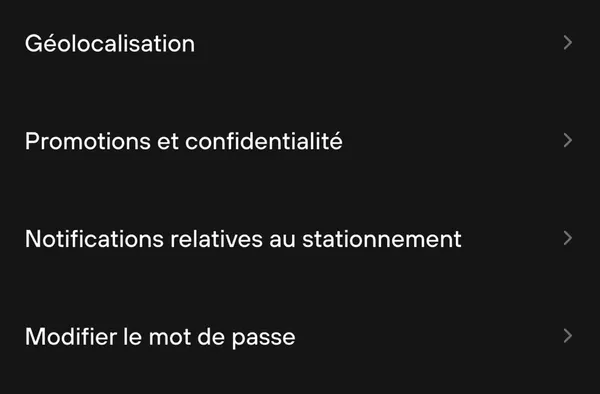 Géolocalisation
Promotions et confidentialité
Notifications relatives au stationnement
Modifier le mot de passe